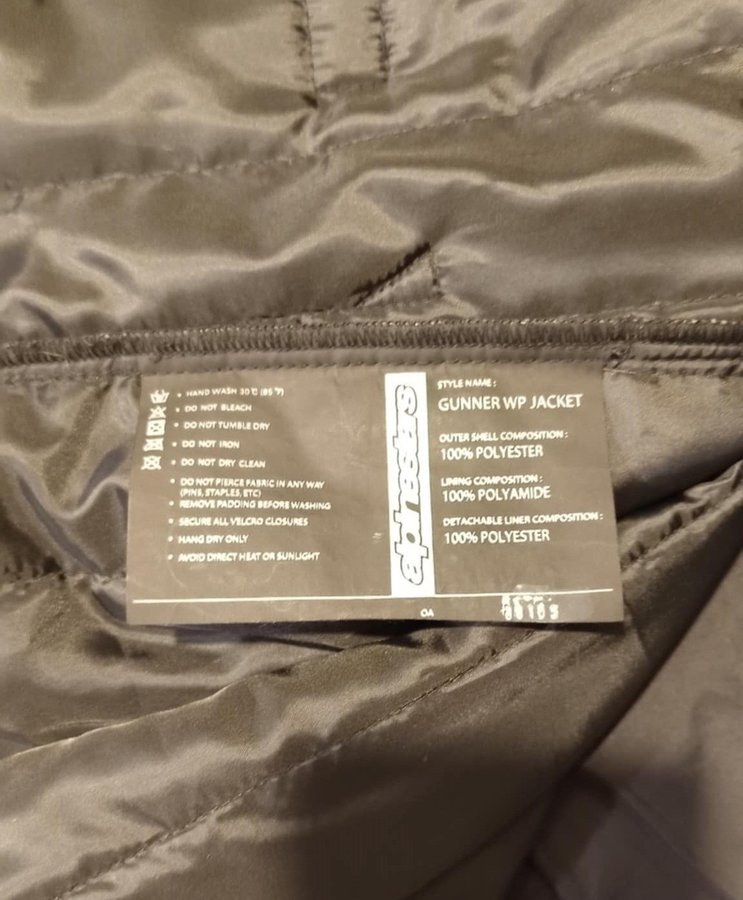 HAND WASH 30°C (85 °F)
DO NOT BLEACH
DO NOT TUMBLE DRY
DO NOT IRON
DO NOT DRY CLEAN
DO NOT PIERCE FABRIC IN ANY WAY
(PINS, STAPLES, ETC)
REMOVE PADDING BEFORE WASHING
SECURE ALL VELCRO CLOSURES
HANG DRY ONLY
AVOID DIRECT HEAT OR SUNLIGHT
alpinestars
STYLE NAME :
GUNNER WP JACKET
OUTER SHELL COMPOSITION :
100% POLYESTER
LINING COMPOSITION :
100% POLYAMIDE
DETACHABLE LINER COMPOSITION :
100% POLYESTER
OA